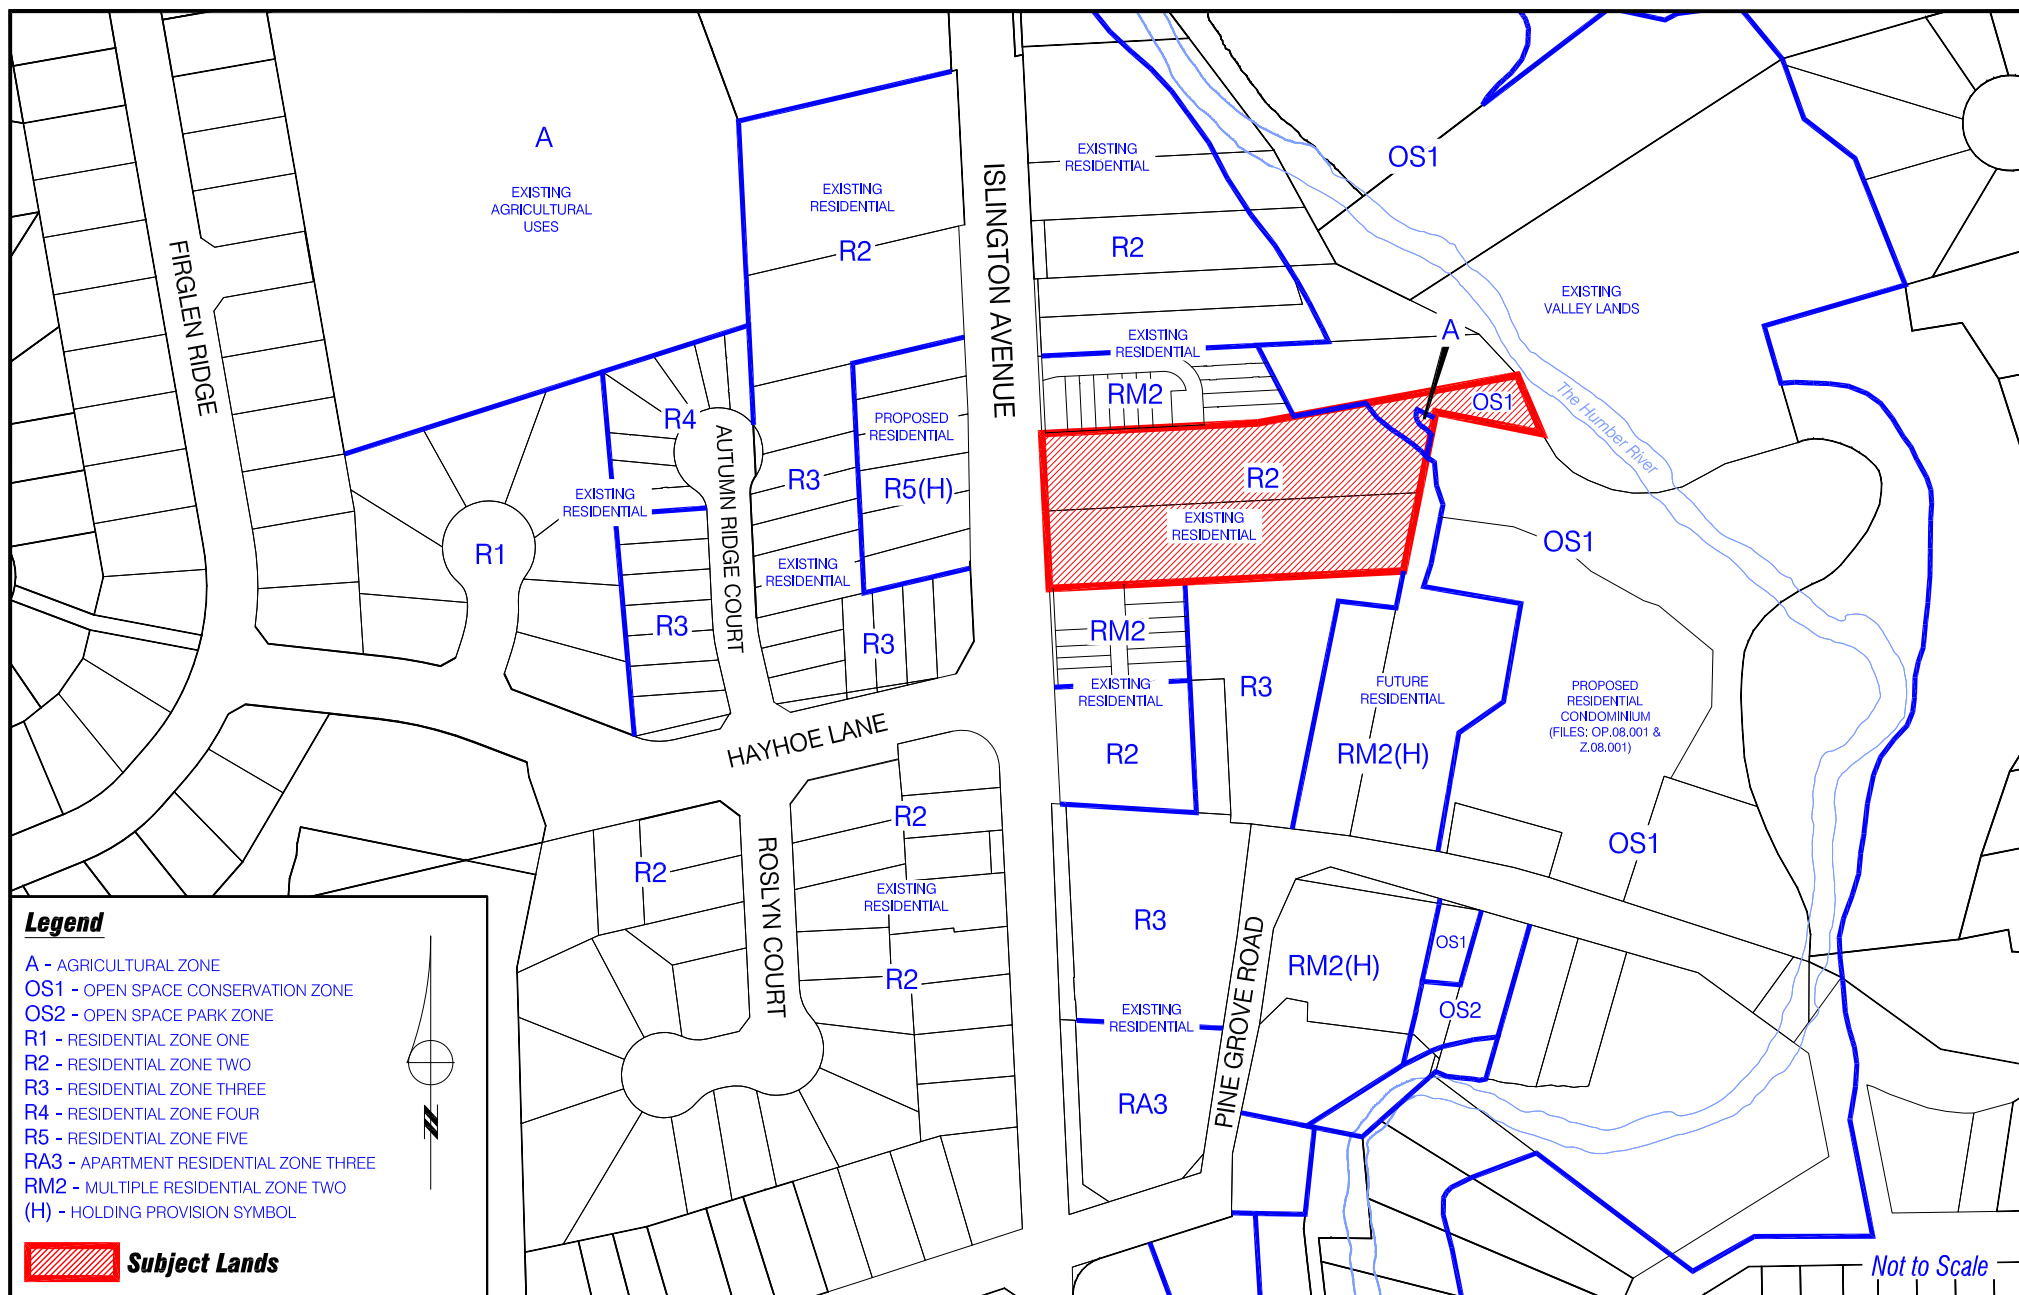 A
EXISTING
AGRICULTURAL
USES
EXISTING
RESIDENTIAL
R2
FIRGLEN RIDGE
ISLINGTON AVENUE
EXISTING
RESIDENTIAL
R2
EXISTING
RESIDENTIAL
RM2
OS1
EXISTING
VALLEY LANDS
A
OS1
The Humber River
R4
AUTUMN RIDGE COURT
PROPOSED
RESIDENTIAL
R3
R5(H)
EXISTING
RESIDENTIAL
R1
EXISTING
RESIDENTIAL
R3
R3
R2
EXISTING
RESIDENTIAL
OS1
RM2
EXISTING
RESIDENTIAL
R2
R3
FUTURE
RESIDENTIAL
RM2(H)
PROPOSED
RESIDENTIAL
CONDOMINIUM
(FILES: OP.08.001 &
Z.08.001)
OS1
HAYHOE LANE
R2
R2
EXISTING
RESIDENTIAL
R2
ROSLYN COURT
R3
EXISTING
RESIDENTIAL
RA3
PINE GROVE ROAD
RM2(H)
OS1
OS2
Legend
A - AGRICULTURAL ZONE
OS1 - OPEN SPACE CONSERVATION ZONE
OS2 - OPEN SPACE PARK ZONE
R1 - RESIDENTIAL ZONE ONE
R2 - RESIDENTIAL ZONE TWO
R3 - RESIDENTIAL ZONE THREE
R4 - RESIDENTIAL ZONE FOUR
R5 - RESIDENTIAL ZONE FIVE
RA3 - APARTMENT RESIDENTIAL ZONE THREE
RM2 - MULTIPLE RESIDENTIAL ZONE TWO
(H) - HOLDING PROVISION SYMBOL
N
Subject Lands
Not to Scale